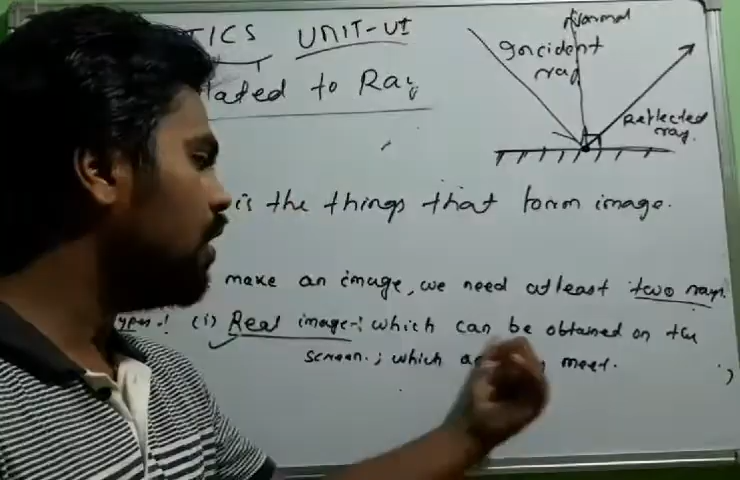 TICS UNIT-VI
lated to Ray
Normal
Incident
ray
Reflected
ray.
is the things that form image.
make an image, we need atleast two rays.
ypes! (i) Real image-: which can be obtained on the
screen.; which meet.